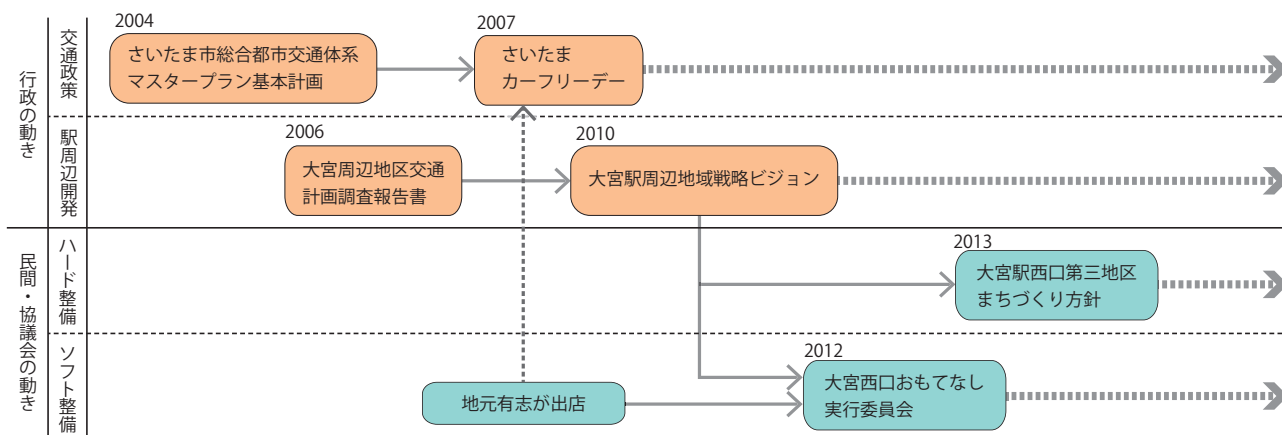 行政の動き
交通政策
2004
さいたま市総合都市交通体系
マスタープラン基本計画
2007
さいたま
カーフリーデー
駅周辺開発
2006
大宮周辺地区交通
計画調査報告書
2010
大宮駅周辺地域戦略ビジョン
民間・協議会の動き
ハード整備
2013
大宮駅西口第三地区
まちづくり方針
ソフト整備
地元有志が出店
2012
大宮西口おもてなし
実行委員会